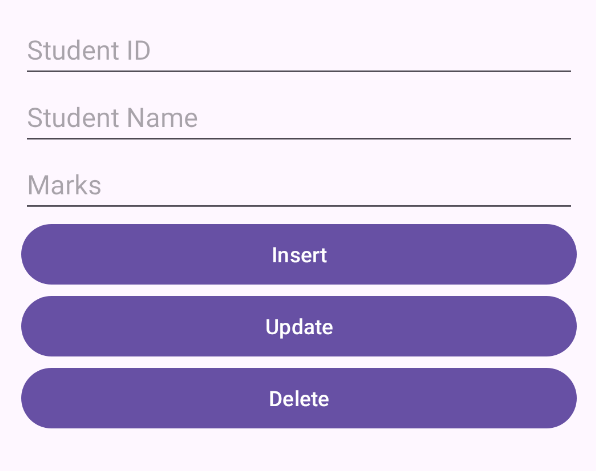 Student ID
Student Name
Marks
Insert
Update
Delete